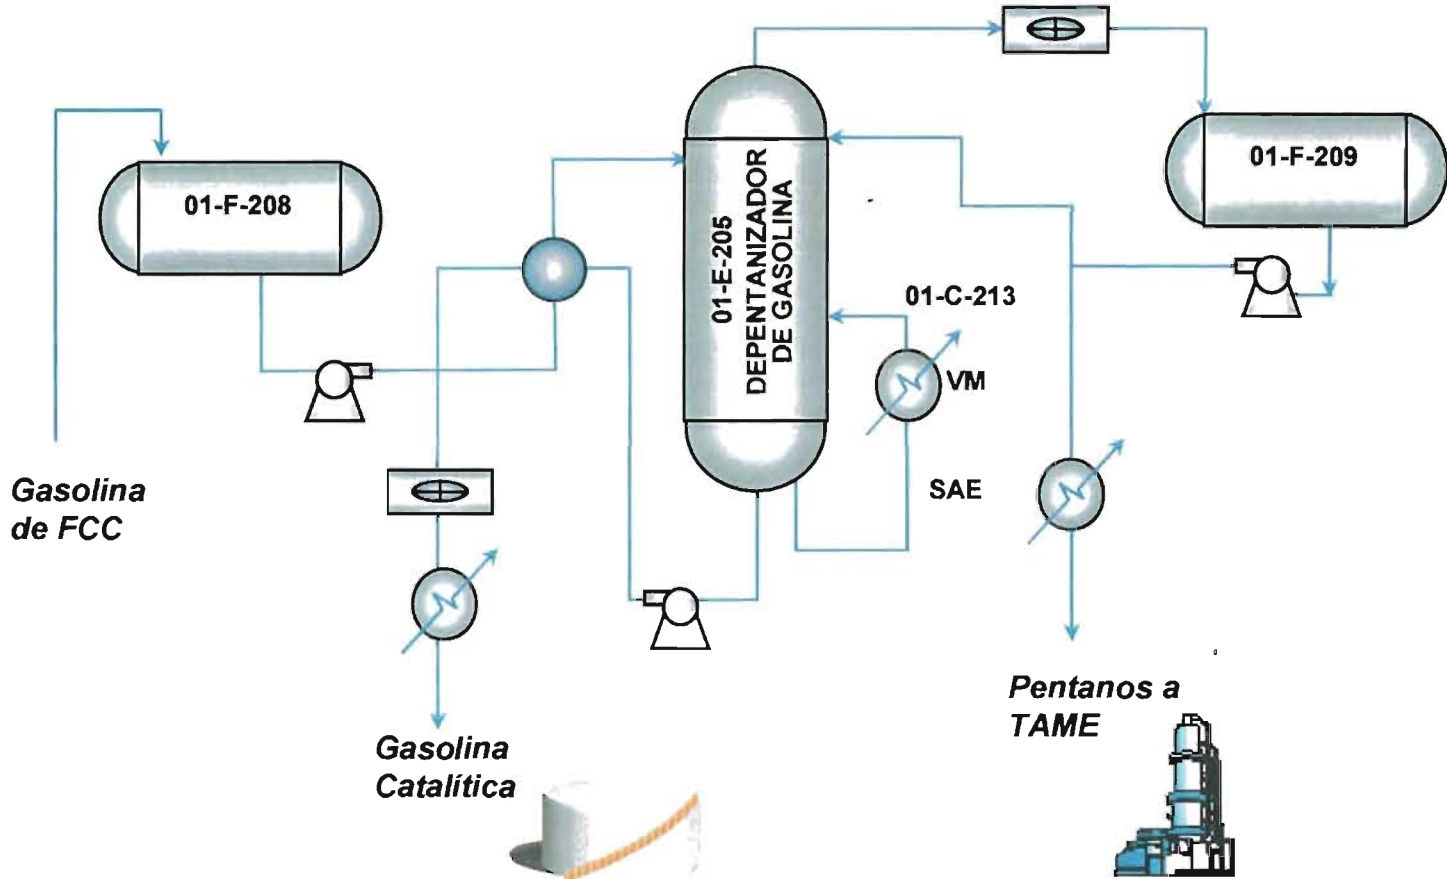 01-F-208
01-F-209
01-E-205
DEPENTANIZADOR
DE GASOLINA
01-C-213
VM
SAE
Gasolina
de FCC
Pentanos a
TAME
Gasolina
Catalítica